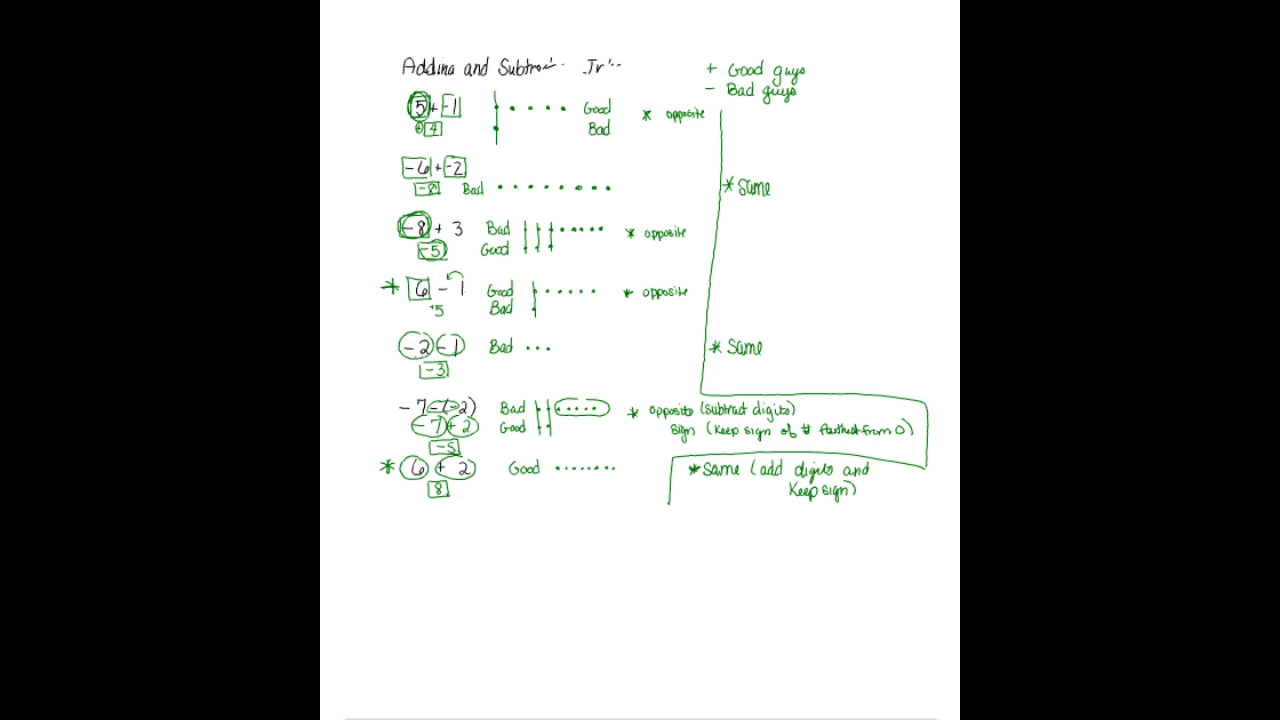 Adding and Subtra
+ Good guys
- Bad guys
5 + -1 Good * opposite
+4 Bad
-6 + -2
-8 Bad * Same
-8 + 3 Bad * opposite
-5 Good
* 6 - 1 Good * opposite
+5 Bad
-2 - 1 Bad * Same
-3
-7 - (-2) Bad * opposite (subtract digits)
-7 + 2 Good sign (keep sign of # farthest from 0)
-5
* 6 + 2 Good * Same (add digits and
8 Keep sign)